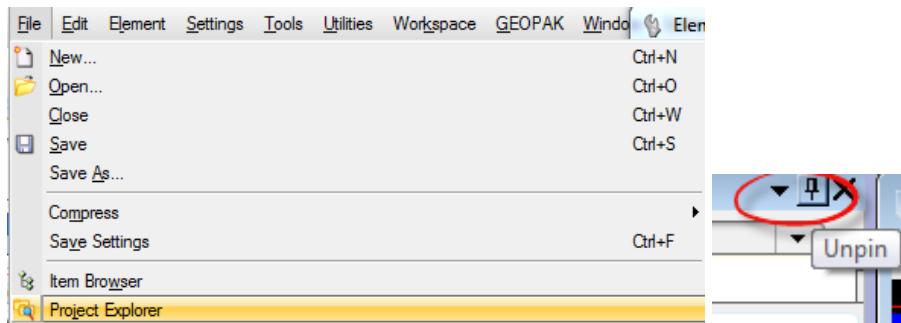 File Edit Element Settings Tools Utilities Workspace GEOPAK Windo Elen
New... Ctrl+N
Open... Ctrl+O
Close Ctrl+W
Save Ctrl+S
Save As...
Compress
Save Settings Ctrl+F
Item Browser
Project Explorer
Unpin